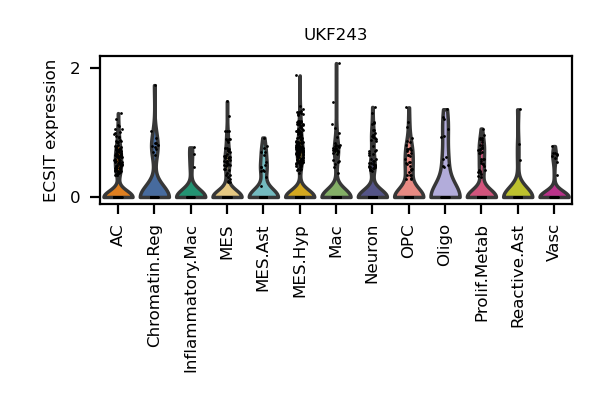 UKF243
ECSIT expression
2
0
AC
Chromatin.Reg
Inflammatory.Mac
MES
MES.Ast
MES.Hyp
Mac
Neuron
OPC
Oligo
Prolif.Metab
Reactive.Ast
Vasc